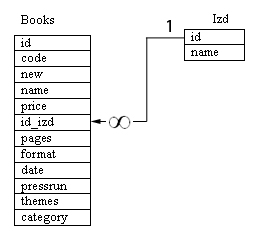 Books
id
code
new
name
price
id_izd
pages
format
date
pressrun
themes
category
∞
1
Izd
id
name